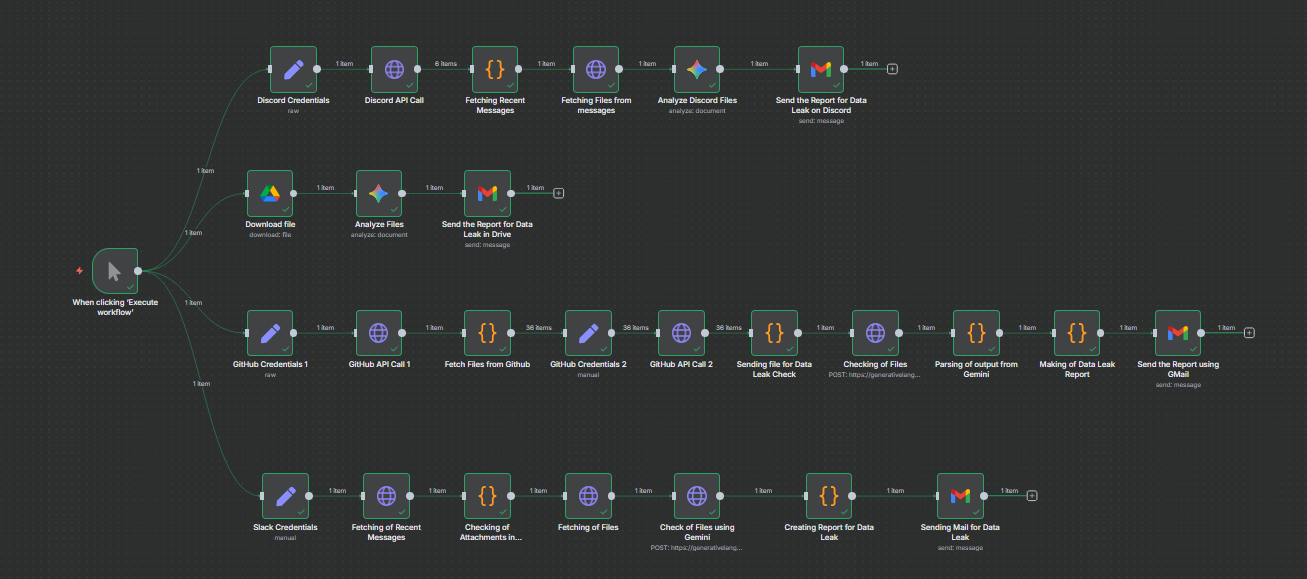 1 item
6 items
1 item
1 item
1 item
1 item
Discord Credentials
raw
Discord API Call
Fetching Recent
Messages
Fetching Files from
messages
Analyze Discord Files
analyze: document
Send the Report for Data
Leak on Discord
send: message
1 item
1 item
1 item
1 item
Download file
download: file
Analyze Files
analyze: document
Send the Report for Data
Leak in Drive
send: message
1 item
When clicking ‘Execute
workflow’
1 item
1 item
1 item
36 items
36 items
36 items
1 item
1 item
1 item
1 item
1 item
GitHub Credentials 1
raw
GitHub API Call 1
Fetch Files from Github
GitHub Credentials 2
manual
GitHub API Call 2
Sending file for Data
Leak Check
Checking of Files
POST: https://generativelang...
Parsing of output from
Gemini
Making of Data Leak
Report
Send the Report using
GMail
send: message
1 item
1 item
1 item
1 item
1 item
1 item
1 item
1 item
Slack Credentials
manual
Fetching of Recent
Messages
Checking of
Attachments in...
Fetching of Files
Check of Files using
Gemini
POST: https://generativelang...
Creating Report for Data
Leak
Sending Mail for Data
Leak
send: message